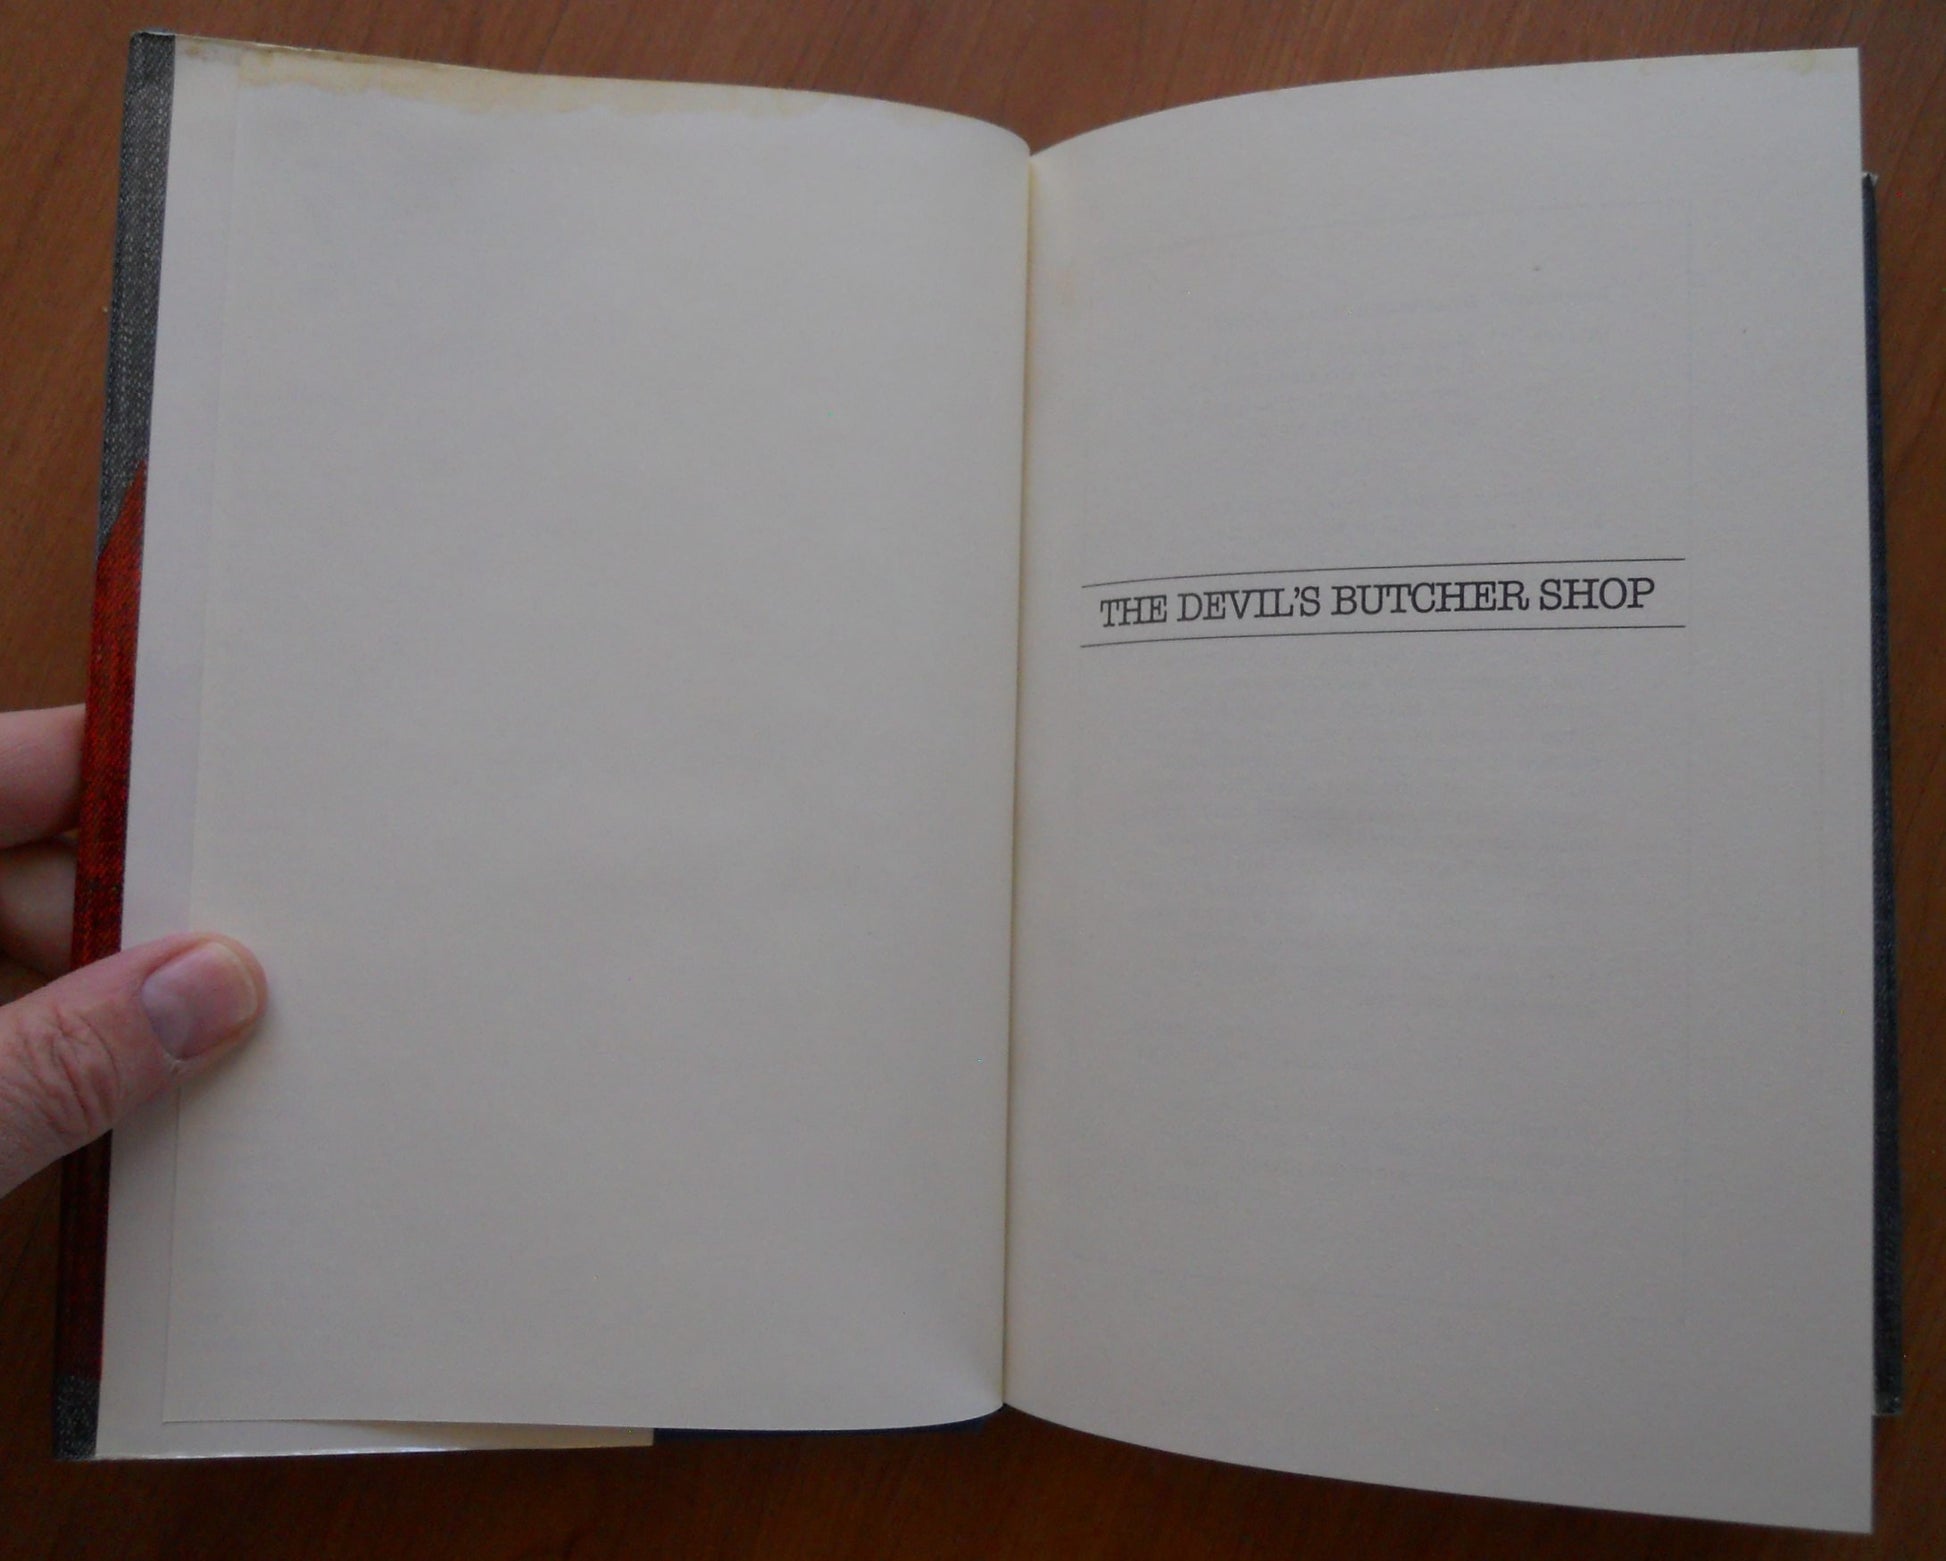 THE DEVIL'S BUTCHER SHOP